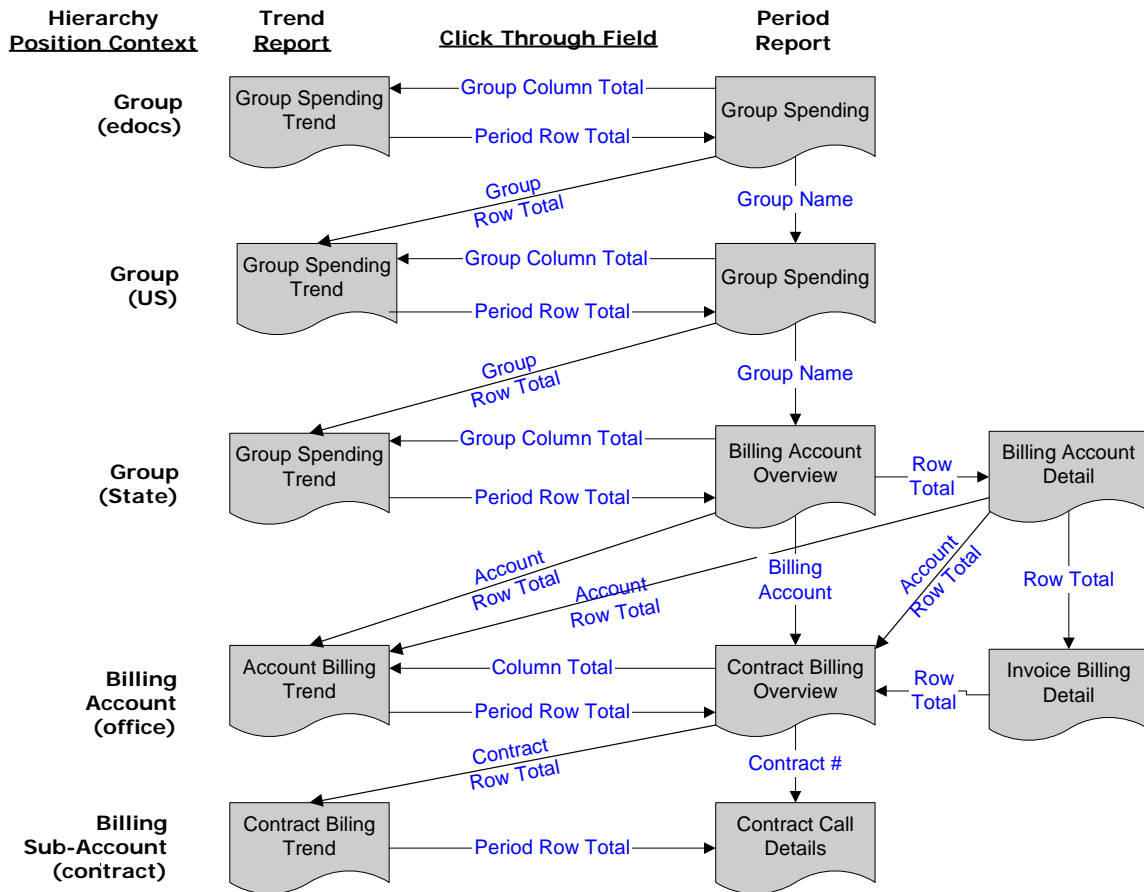 Hierarchy
Position Context
Trend
Report
Click Through Field
Period
Report
Group
(edocs)
Group Spending
Trend
Group Column Total
Period Row Total
Group Spending
Group
Row Total
Group Name
Group
(US)
Group Spending
Trend
Group Column Total
Period Row Total
Group Spending
Group
Row Total
Group Name
Group
(State)
Group Spending
Trend
Group Column Total
Period Row Total
Billing Account
Overview
Row
Total
Billing Account
Detail
Account
Row Total
Account
Row Total
Billing
Account
Account
Row Total
Row Total
Billing
Account
(office)
Account Billing
Trend
Column Total
Period Row Total
Contract Billing
Overview
Row
Total
Invoice Billing
Detail
Contract
Row Total
Contract #
Billing
Sub-Account
(contract)
Contract Biling
Trend
Period Row Total
Contract Call
Details